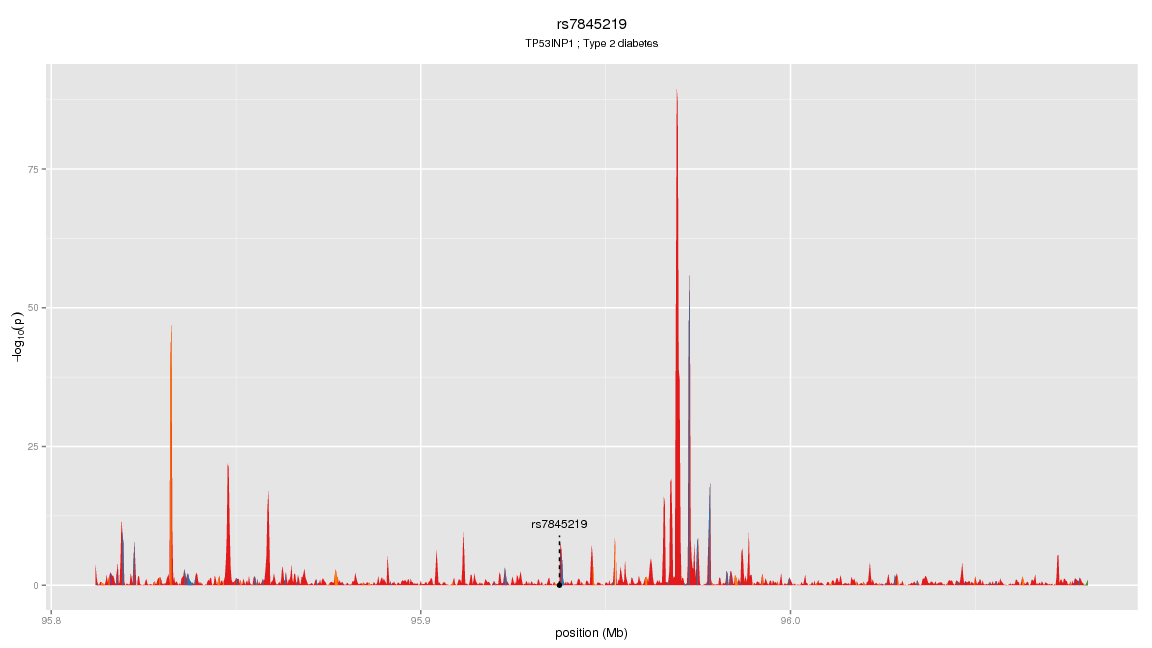 rs7845219
TP53INP1 ; Type 2 diabetes
75
50
25
0
−log10(p)
rs7845219
95.8
95.9
96.0
position (Mb)